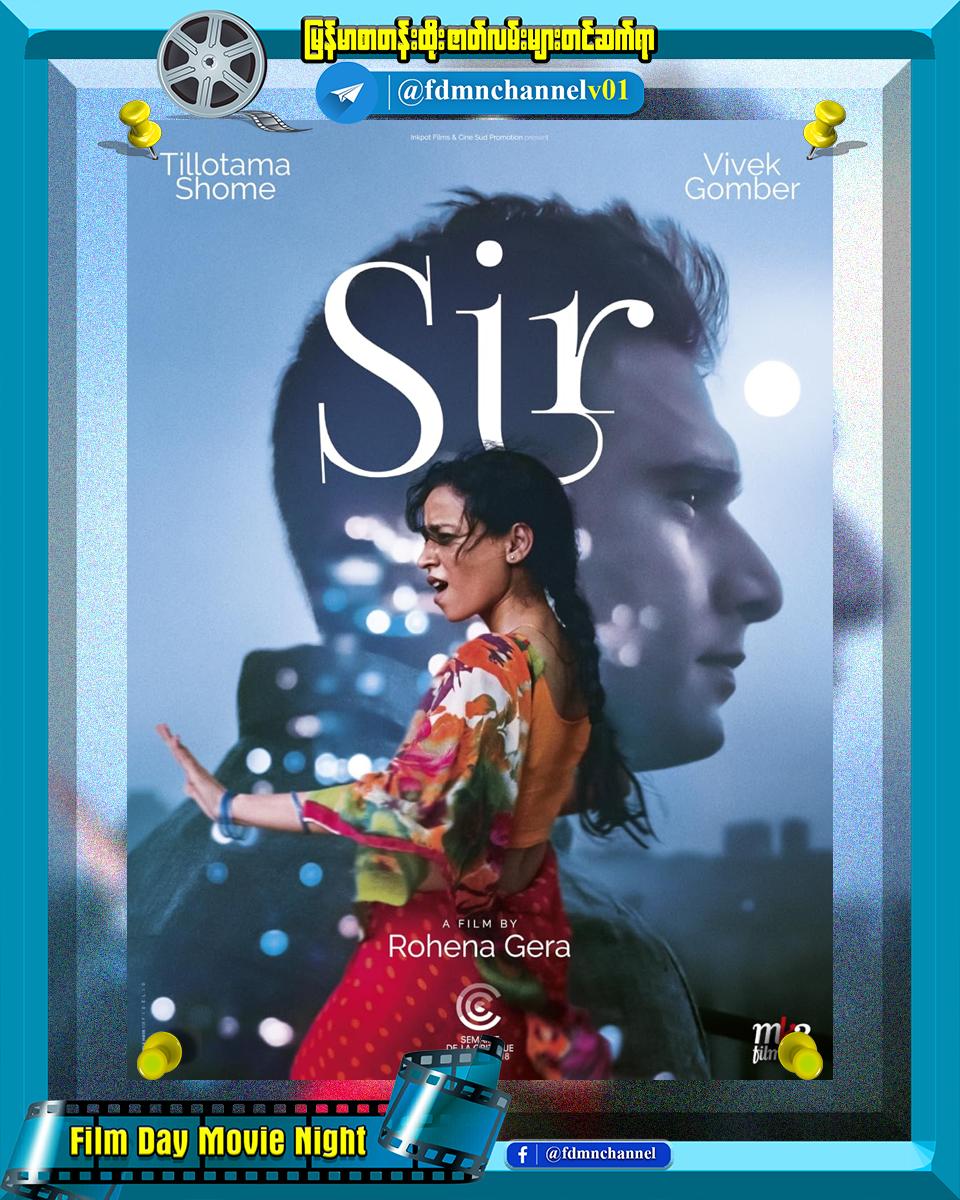 မြန်မာစာတန်းထိုးဇာတ်လမ်းများတင်ဆက်ရာ
@fdmnchannelv01
Inkpot Films & Cine Sud Promotion present
Tillotama
Shome
Vivek
Gomber
Sir
A FILM BY
Rohena Gera
Film Day Movie Night
f @fdmnchannel